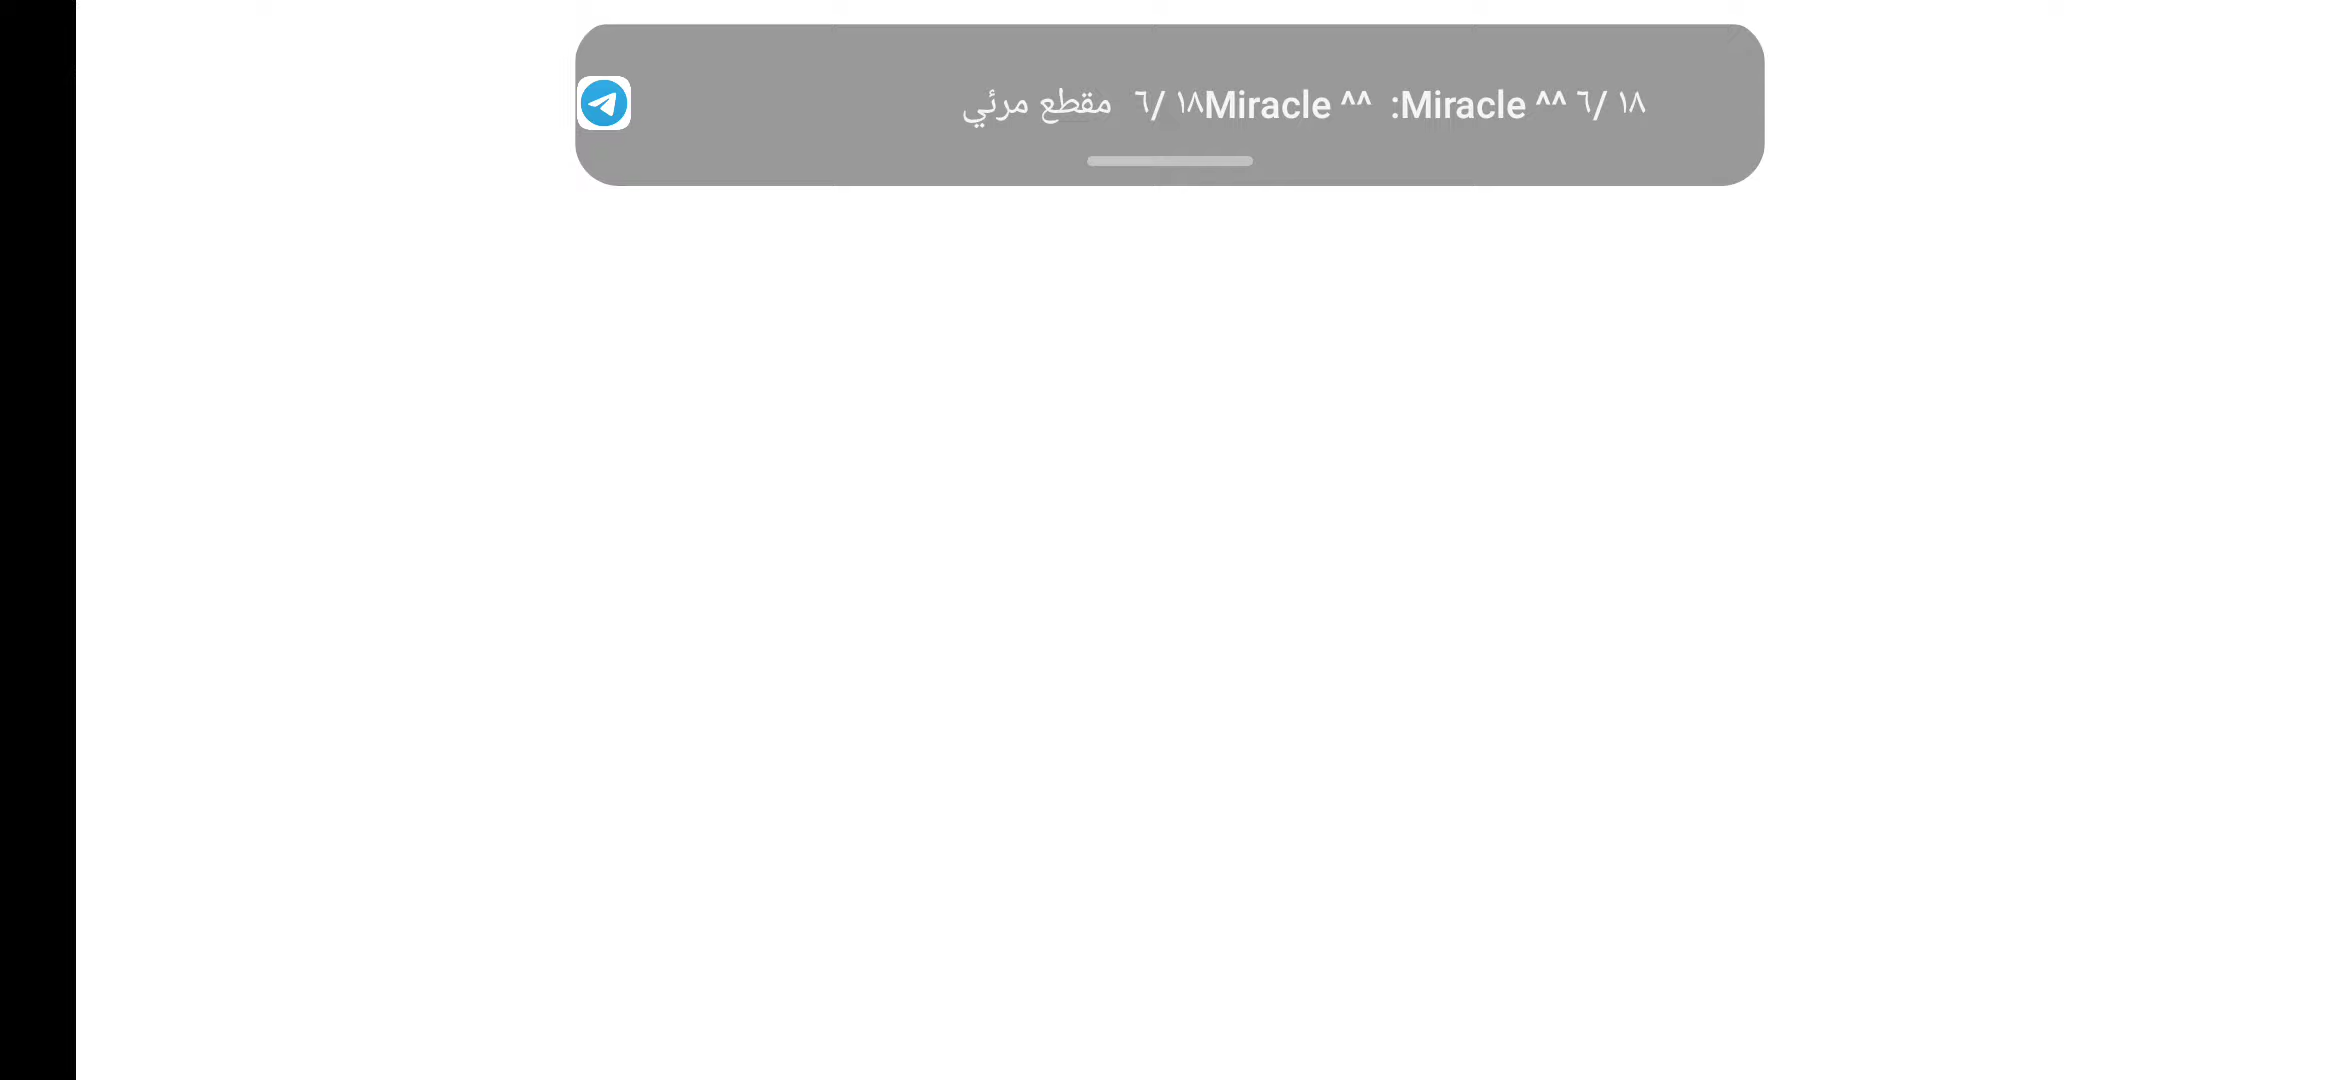 ١٨ /٦ ^^ Miracle: ^^ Miracle١٨ /٦ مقطع مرئي